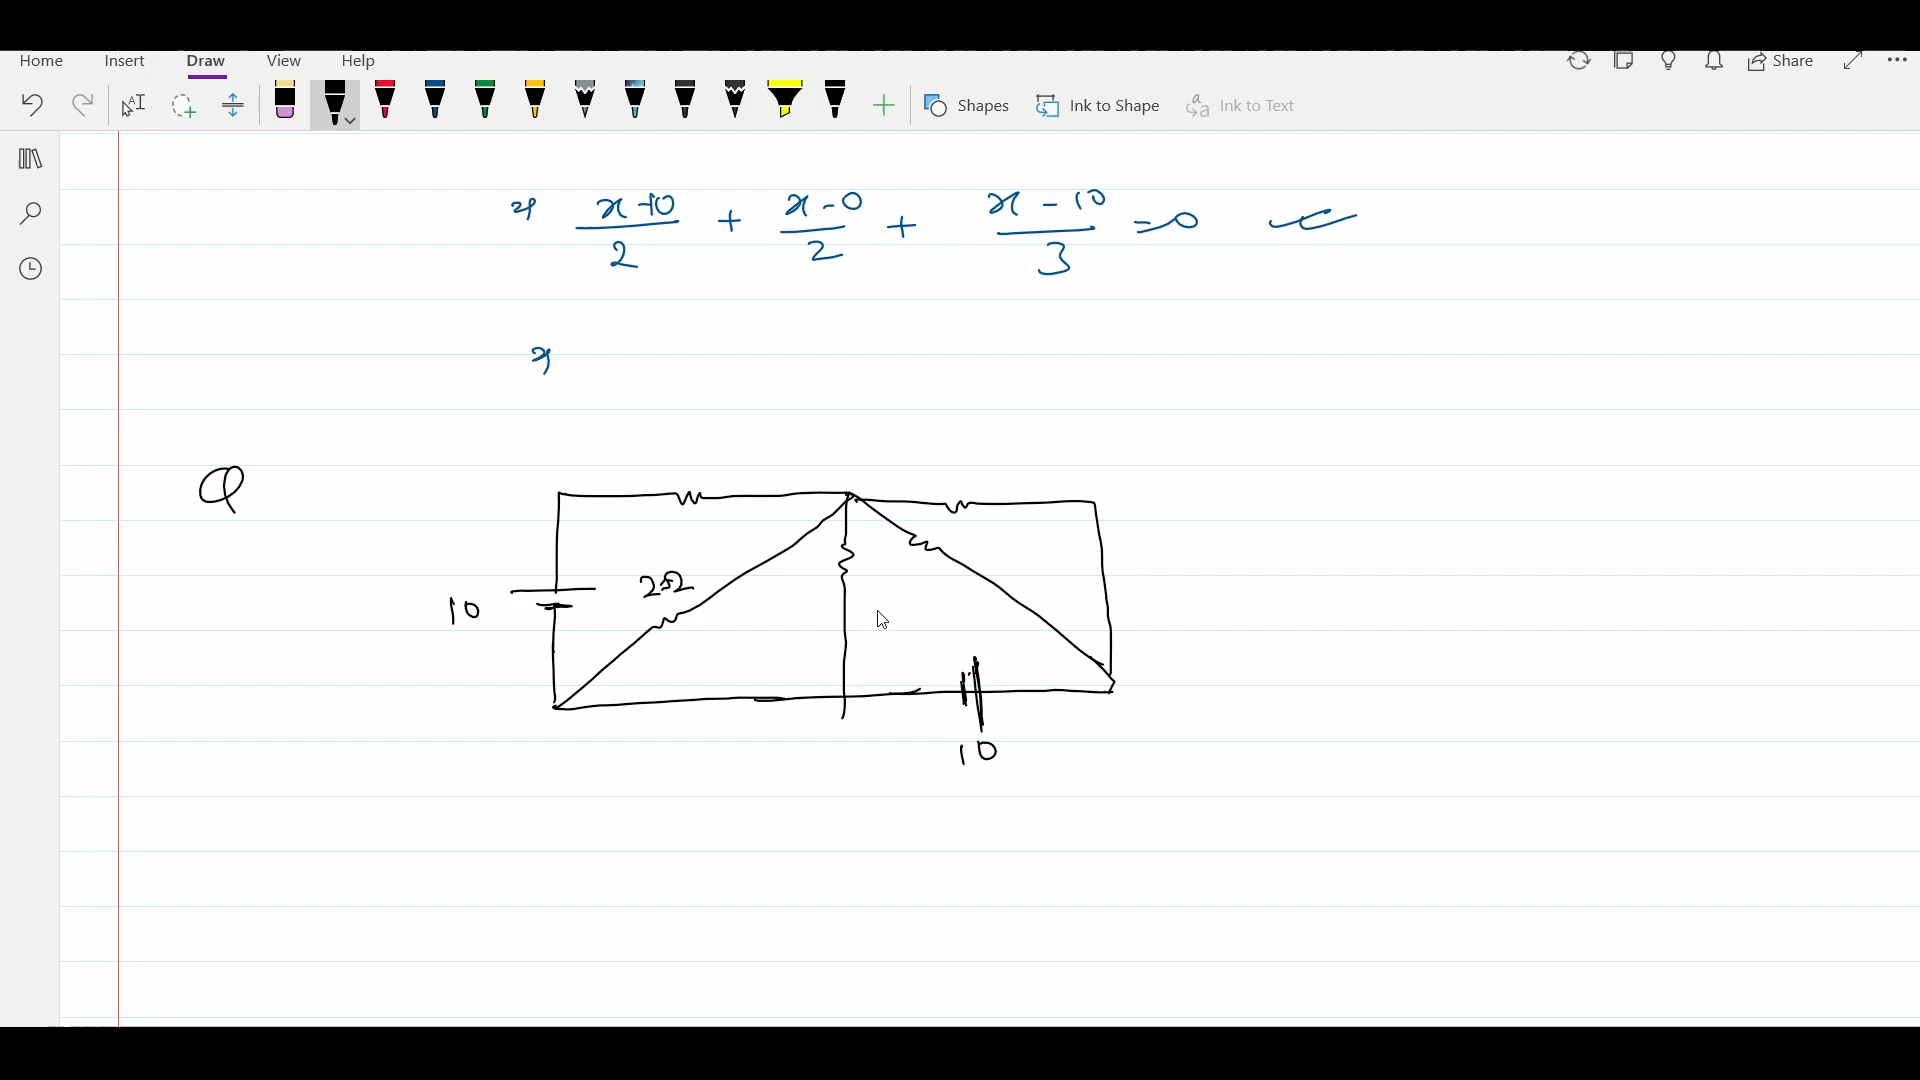 Home Insert Draw View Help Share
Shapes Ink to Shape Ink to Text
x+10/2 + x-0/2 + x-10/3 = 0
x
Q
2Ω
10
10